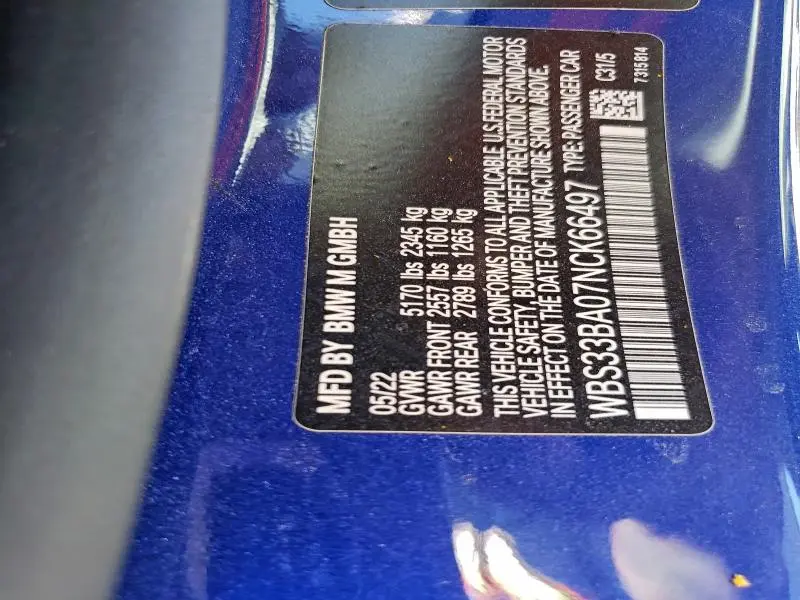 MFD BY BMW M GMBH
05/22
GVWR 5170 lbs 2345 kg
GAWR FRONT 2557 lbs 1160 kg
GAWR REAR 2789 lbs 1265 kg
THIS VEHICLE CONFORMS TO ALL APPLICABLE U.S.FEDERAL MOTOR
VEHICLE SAFETY, BUMPER AND THEFT PREVENTION STANDARDS
IN EFFECT ON THE DATE OF MANUFACTURE SHOWN ABOVE.
WBS33BA07NCK66497 TYPE: PASSENGER CAR
C31/5
7315814